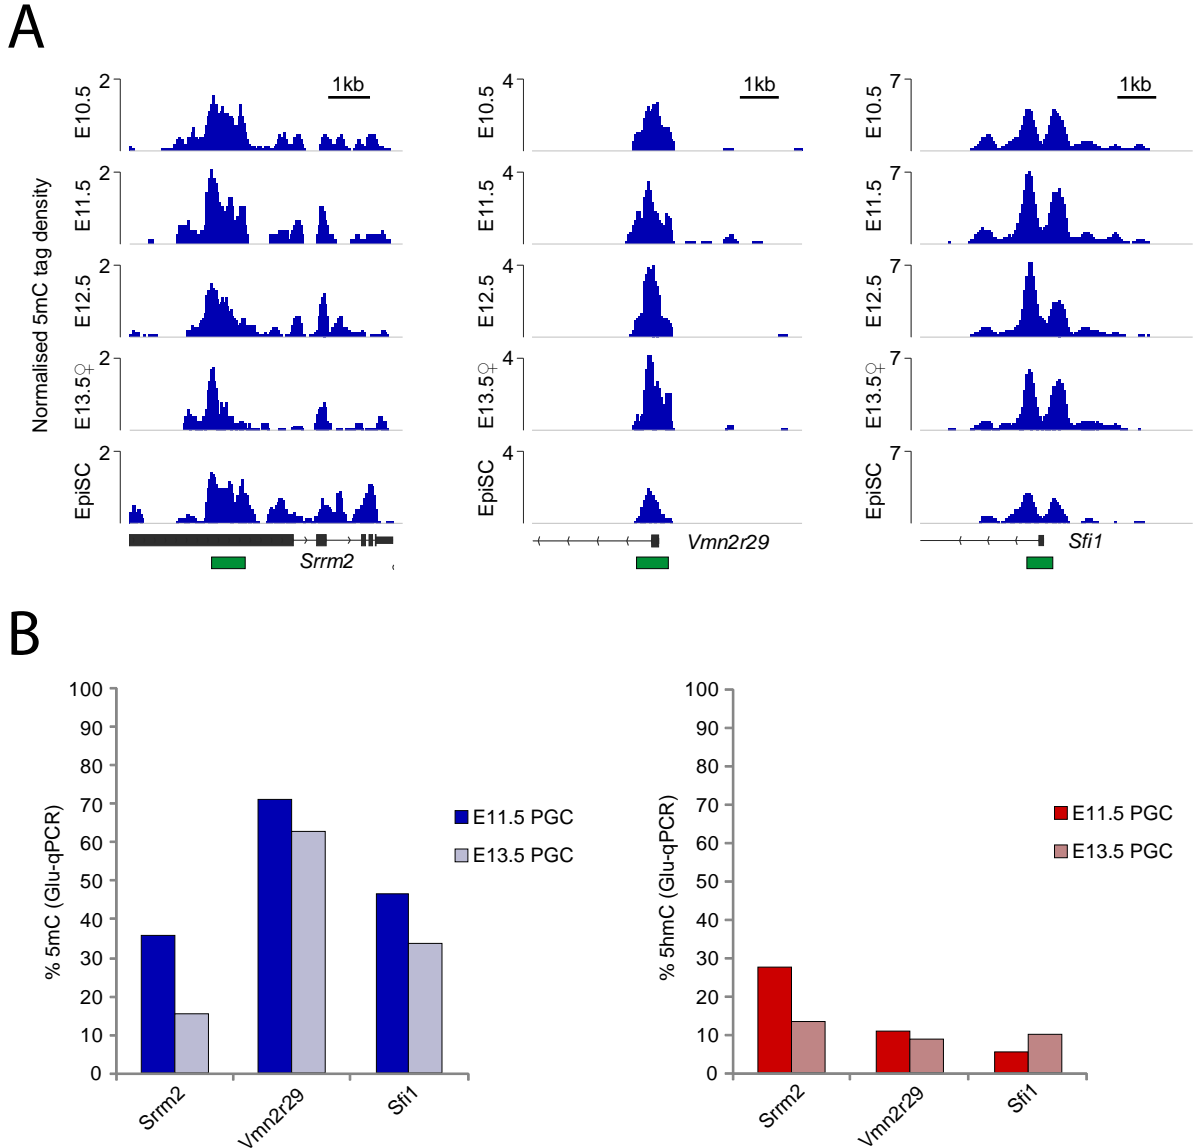 A
Normalised 5mC tag density
E10.5
2
1kb
E11.5
2
E12.5
2
E13.5♀
2
EpiSC
2
Srrm2
E10.5
4
1kb
E11.5
4
E12.5
4
E13.5♀
4
EpiSC
4
Vmn2r29
E10.5
7
1kb
E11.5
7
E12.5
7
E13.5♀
7
EpiSC
7
Sfi1
B
% 5mC (Glu-qPCR)
100
90
80
70
60
50
40
30
20
10
0
Srrm2
Vmn2r29
Sfi1
E11.5 PGC
E13.5 PGC
% 5hmC (Glu-qPCR)
100
90
80
70
60
50
40
30
20
10
0
Srrm2
Vmn2r29
Sfi1
E11.5 PGC
E13.5 PGC